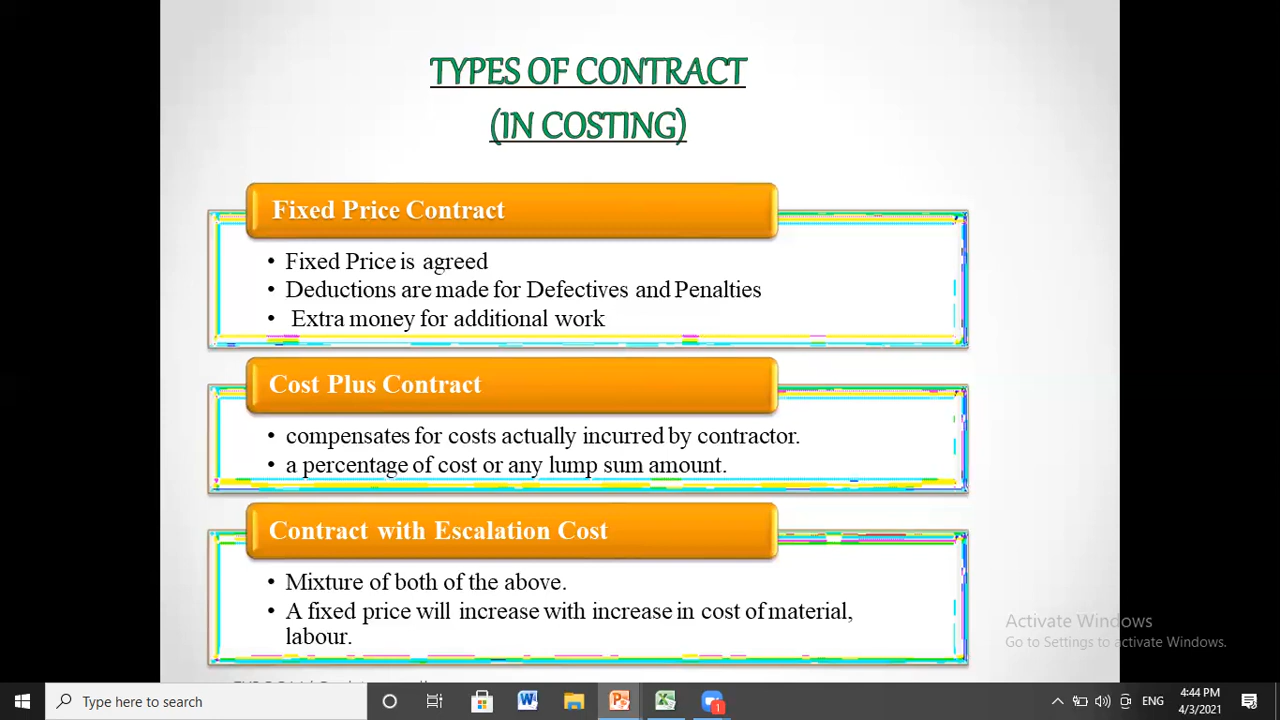 TYPES OF CONTRACT
(IN COSTING)
Fixed Price Contract
• Fixed Price is agreed
• Deductions are made for Defectives and Penalties
• Extra money for additional work
Cost Plus Contract
• compensates for costs actually incurred by contractor.
• a percentage of cost or any lump sum amount.
Contract with Escalation Cost
• Mixture of both of the above.
• A fixed price will increase with increase in cost of material,
labour.
Activate Windows
Go to Settings to activate Windows.
Type here to search
ENG
4:44 PM
4/3/2021
1